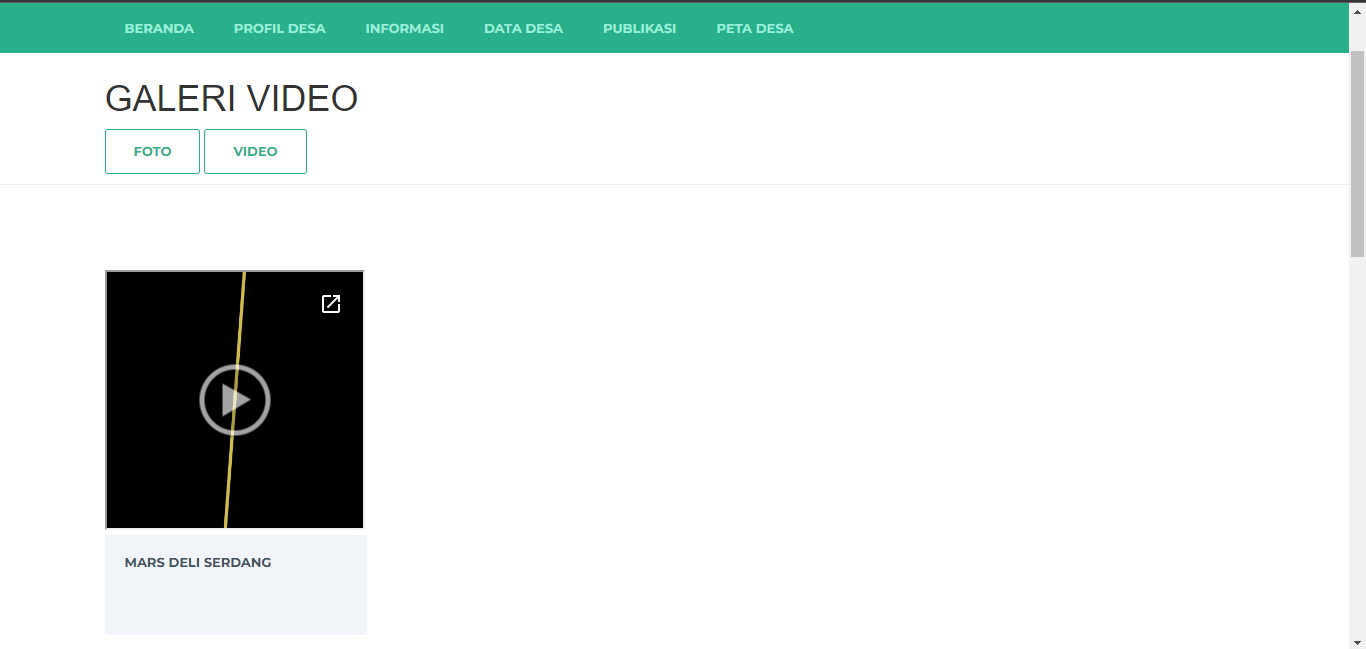 BERANDA PROFIL DESA INFORMASI DATA DESA PUBLIKASI PETA DESA
GALERI VIDEO
FOTO VIDEO
MARS DELI SERDANG